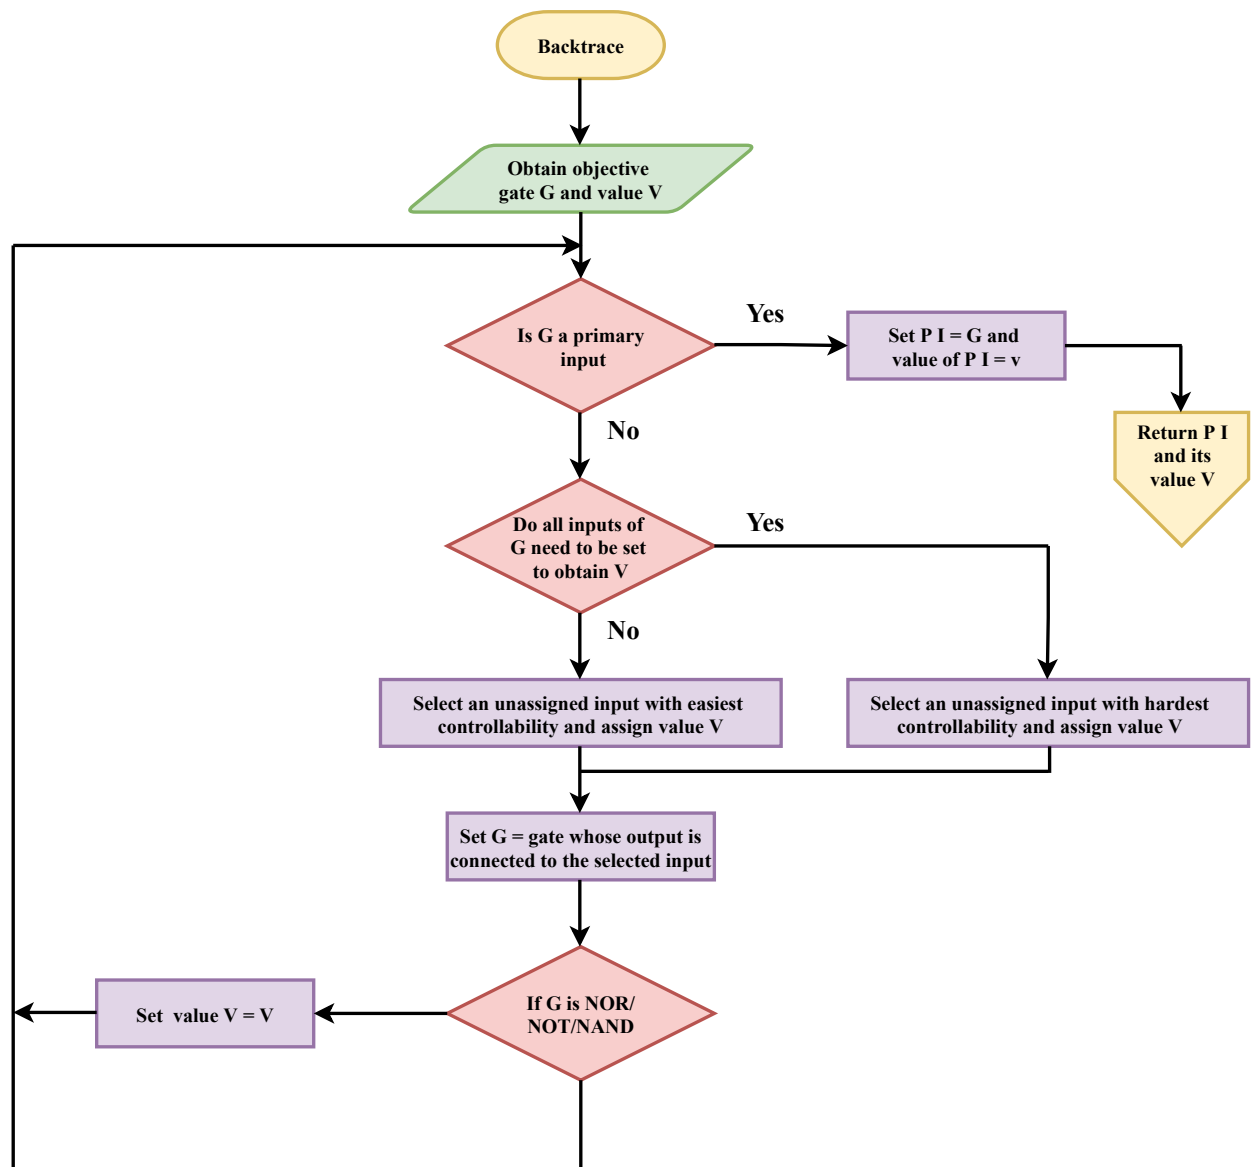 Backtrace
Obtain objective
gate G and value V
Is G a primary
input
Yes
Set P I = G and
value of P I = v
Return P I
and its
value V
No
Do all inputs of
G need to be set
to obtain V
Yes
No
Select an unassigned input with easiest
controllability and assign value V
Select an unassigned input with hardest
controllability and assign value V
Set G = gate whose output is
connected to the selected input
If G is NOR/
NOT/NAND
Set value V = V